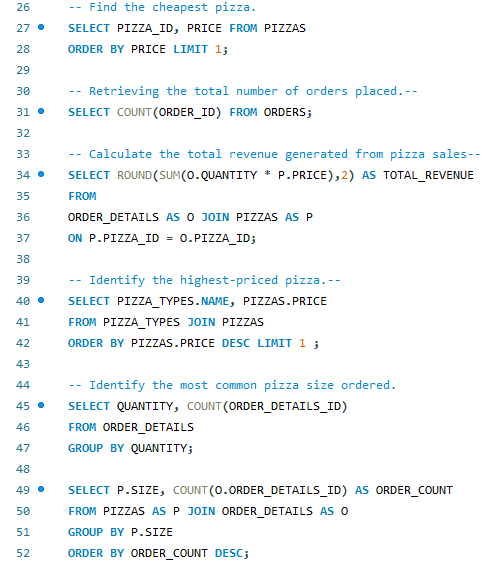 26 -- Find the cheapest pizza.
27 SELECT PIZZA_ID, PRICE FROM PIZZAS
28 ORDER BY PRICE LIMIT 1;
29
30 -- Retrieving the total number of orders placed.--
31 SELECT COUNT(ORDER_ID) FROM ORDERS;
32
33 -- Calculate the total revenue generated from pizza sales--
34 SELECT ROUND(SUM(O.QUANTITY * P.PRICE),2) AS TOTAL_REVENUE
35 FROM
36 ORDER_DETAILS AS O JOIN PIZZAS AS P
37 ON P.PIZZA_ID = O.PIZZA_ID;
38
39 -- Identify the highest-priced pizza.--
40 SELECT PIZZA_TYPES.NAME, PIZZAS.PRICE
41 FROM PIZZA_TYPES JOIN PIZZAS
42 ORDER BY PIZZAS.PRICE DESC LIMIT 1 ;
43
44 -- Identify the most common pizza size ordered.
45 SELECT QUANTITY, COUNT(ORDER_DETAILS_ID)
46 FROM ORDER_DETAILS
47 GROUP BY QUANTITY;
48
49 SELECT P.SIZE, COUNT(O.ORDER_DETAILS_ID) AS ORDER_COUNT
50 FROM PIZZAS AS P JOIN ORDER_DETAILS AS O
51 GROUP BY P.SIZE
52 ORDER BY ORDER_COUNT DESC;